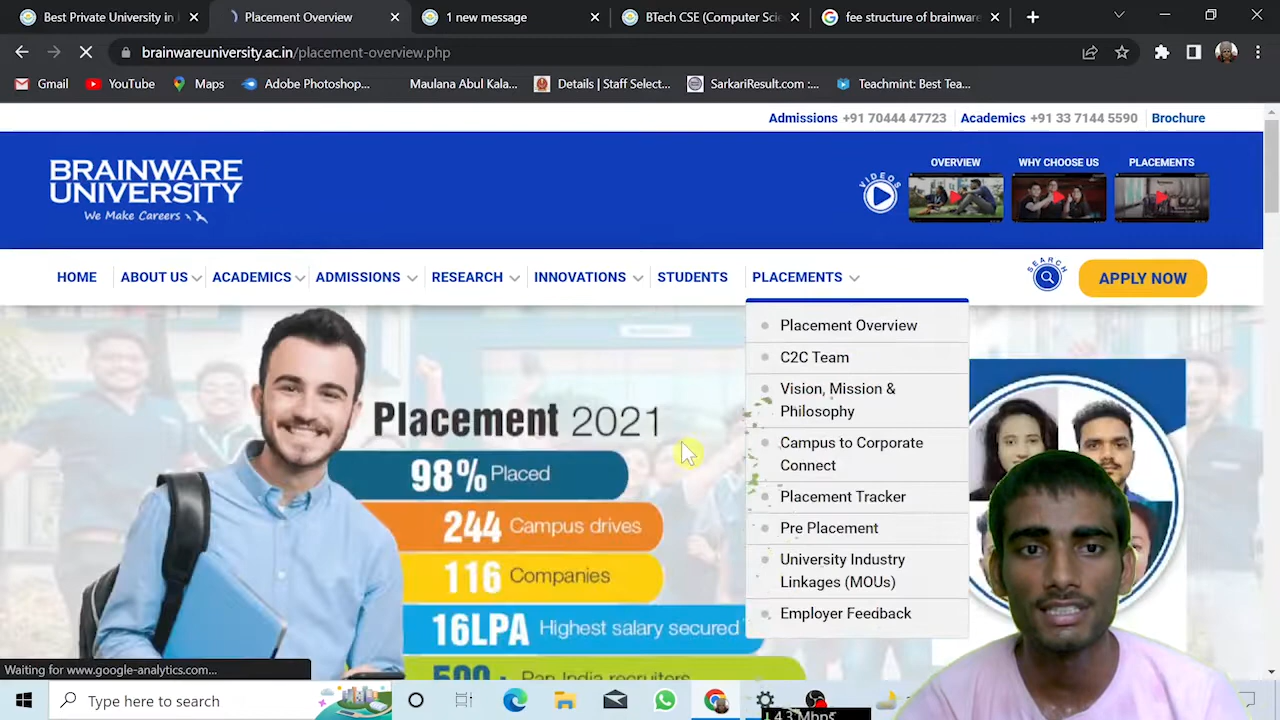 Best Private University in
Placement Overview
1 new message
BTech CSE (Computer Sci
fee structure of brainware
brainwareuniversity.ac.in/placement-overview.php
Gmail
YouTube
Maps
Adobe Photoshop...
Maulana Abul Kala...
Details | Staff Select...
SarkariResult.com :...
Teachmint: Best Tea...
Admissions +91 70444 47723
Academics +91 33 7144 5590
Brochure
BRAINWARE
UNIVERSITY
We Make Careers
VIDEOS
OVERVIEW
WHY CHOOSE US
PLACEMENTS
HOME
ABOUT US
ACADEMICS
ADMISSIONS
RESEARCH
INNOVATIONS
STUDENTS
PLACEMENTS
SEARCH
APPLY NOW
Placement Overview
C2C Team
Vision, Mission &
Philosophy
Campus to Corporate
Connect
Placement Tracker
Pre Placement
University Industry
Linkages (MOUs)
Employer Feedback
Placement 2021
98% Placed
244 Campus drives
116 Companies
16LPA Highest salary secured
500+ Pan India recruiters
Waiting for www.google-analytics.com...
Type here to search